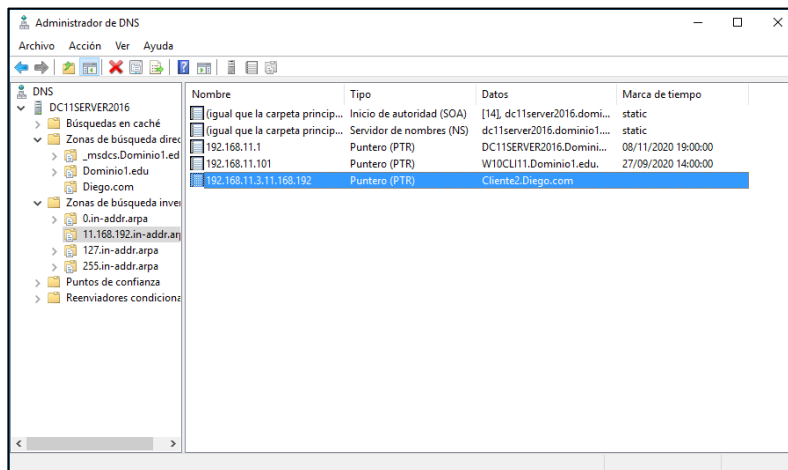 Administrador de DNS
Archivo Acción Ver Ayuda
DNS
DC11SERVER2016
Búsquedas en caché
Zonas de búsqueda direc
_msdcs.Dominio1.ed
Dominio1.edu
Diego.com
Zonas de búsqueda inver
0.in-addr.arpa
11.168.192.in-addr.arp
127.in-addr.arpa
255.in-addr.arpa
Puntos de confianza
Reenviadores condiciona
Nombre Tipo Datos Marca de tiempo
(igual que la carpeta princip... Inicio de autoridad (SOA) [14], dc11server2016.domi... static
(igual que la carpeta princip... Servidor de nombres (NS) dc11server2016.dominio1.... static
192.168.11.1 Puntero (PTR) DC11SERVER2016.Domini... 08/11/2020 19:00:00
192.168.11.101 Puntero (PTR) W10CLI11.Dominio1.edu. 27/09/2020 14:00:00
192.168.11.3.11.168.192 Puntero (PTR) Cliente2.Diego.com